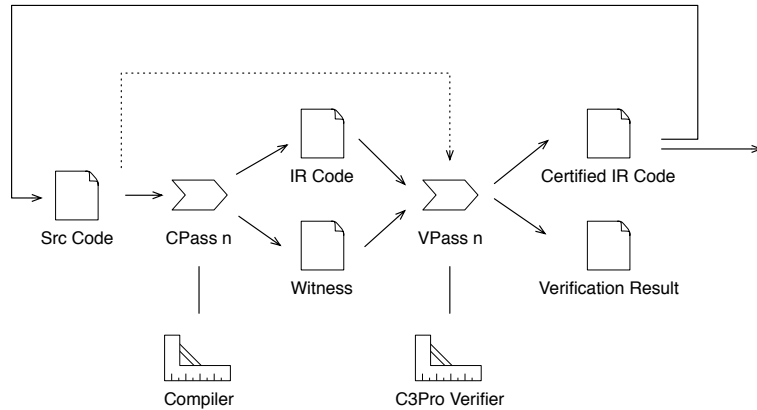 IR Code
Certified IR Code
Src Code
CPass n
VPass n
Witness
Verification Result
Compiler
C3Pro Verifier